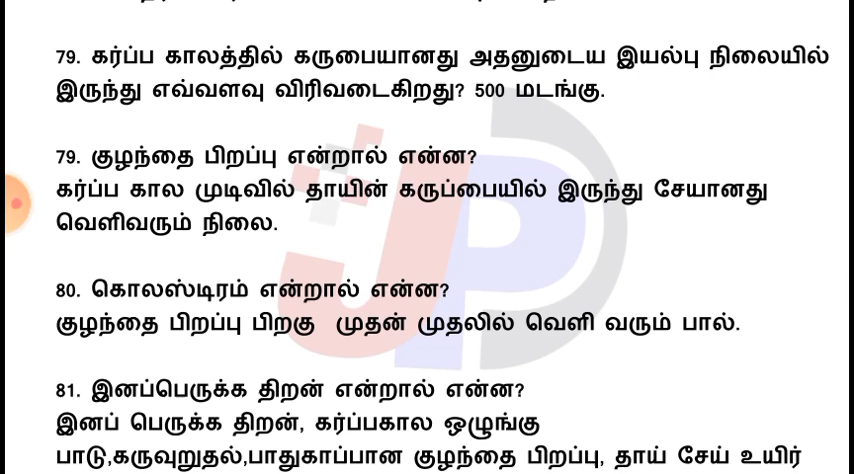 79. கர்ப்ப காலத்தில் கருபையானது அதனுடைய இயல்பு நிலையில்
இருந்து எவ்வளவு விரிவடைகிறது? 500 மடங்கு.
79. குழந்தை பிறப்பு என்றால் என்ன?
கர்ப்ப கால முடிவில் தாயின் கருப்பையில் இருந்து சேயானது
வெளிவரும் நிலை.
80. கொலஸ்டிரம் என்றால் என்ன?
குழந்தை பிறப்பு பிறகு முதன் முதலில் வெளி வரும் பால்.
81. இனப்பெருக்க திறன் என்றால் என்ன?
இனப் பெருக்க திறன், கர்ப்பகால ஒழுங்கு
பாடு,கருவுறுதல்,பாதுகாப்பான குழந்தை பிறப்பு, தாய் சேய் உயிர்